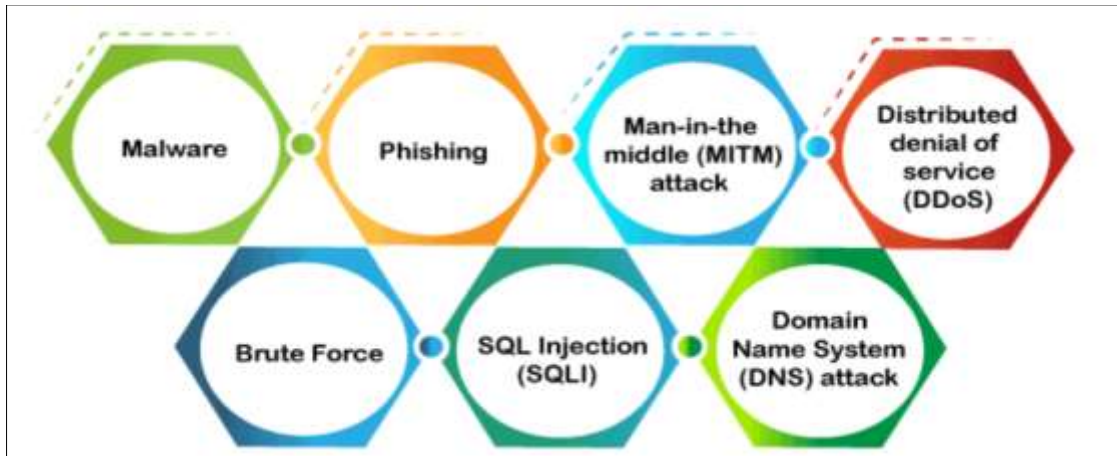 Malware
Phishing
Man-in-the
middle (MITM)
attack
Distributed
denial of
service
(DDoS)
Brute Force
SQL Injection
(SQLI)
Domain
Name System
(DNS) attack